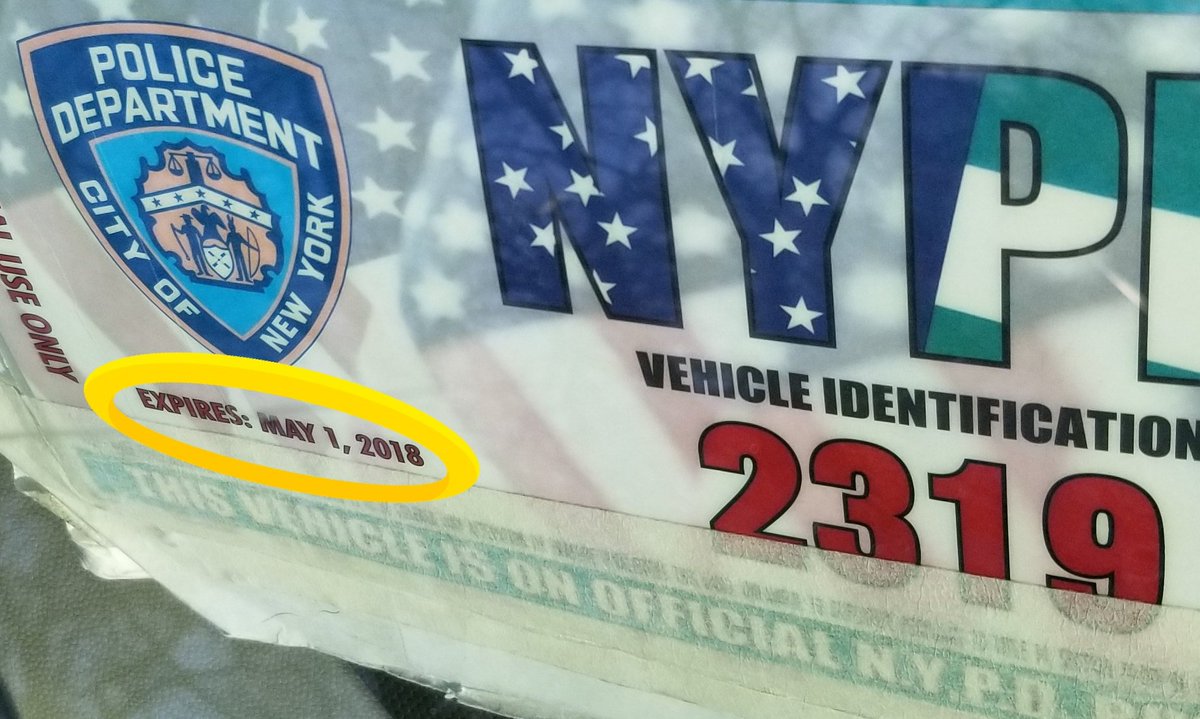 POLICE
DEPARTMENT
CITY OF
NEW YORK
NYP
USE ONLY
EXPIRES: MAY 1, 2018
VEHICLE IDENTIFICATION
2319
THIS VEHICLE IS ON OFFICIAL N.Y.P.D.